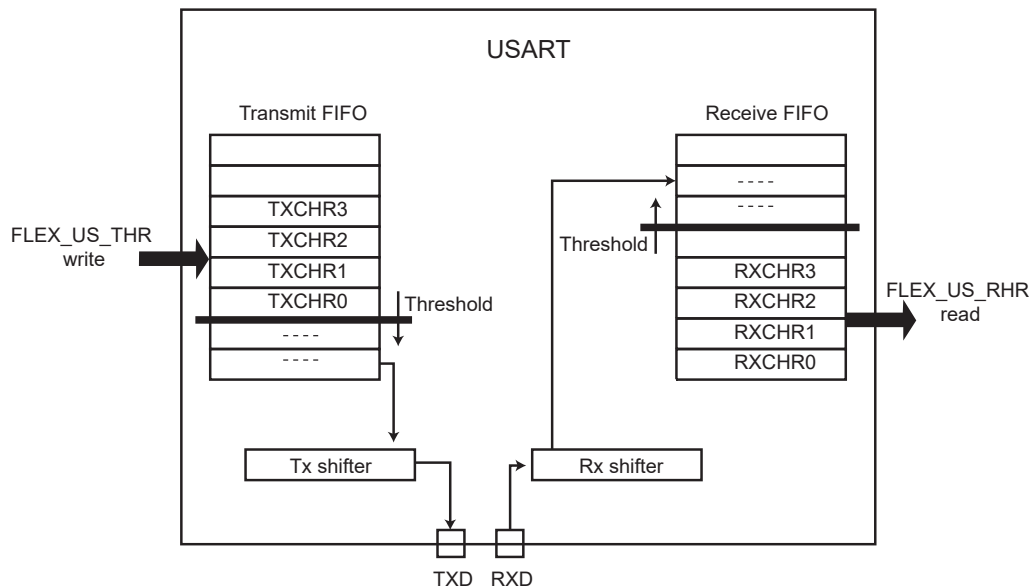 USART
Transmit FIFO
Receive FIFO
- - - -
- - - -
TXCHR3
FLEX_US_THR
write
TXCHR2
TXCHR1
TXCHR0
Threshold
- - - -
- - - -
Threshold
RXCHR3
RXCHR2
RXCHR1
RXCHR0
FLEX_US_RHR
read
Tx shifter
Rx shifter
TXD
RXD